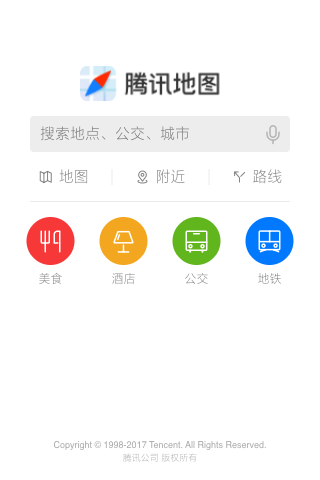 腾讯地图
搜索地点、公交、城市
地图 附近 路线
美食 酒店 公交 地铁
Copyright © 1998-2017 Tencent. All Rights Reserved.
腾讯公司 版权所有